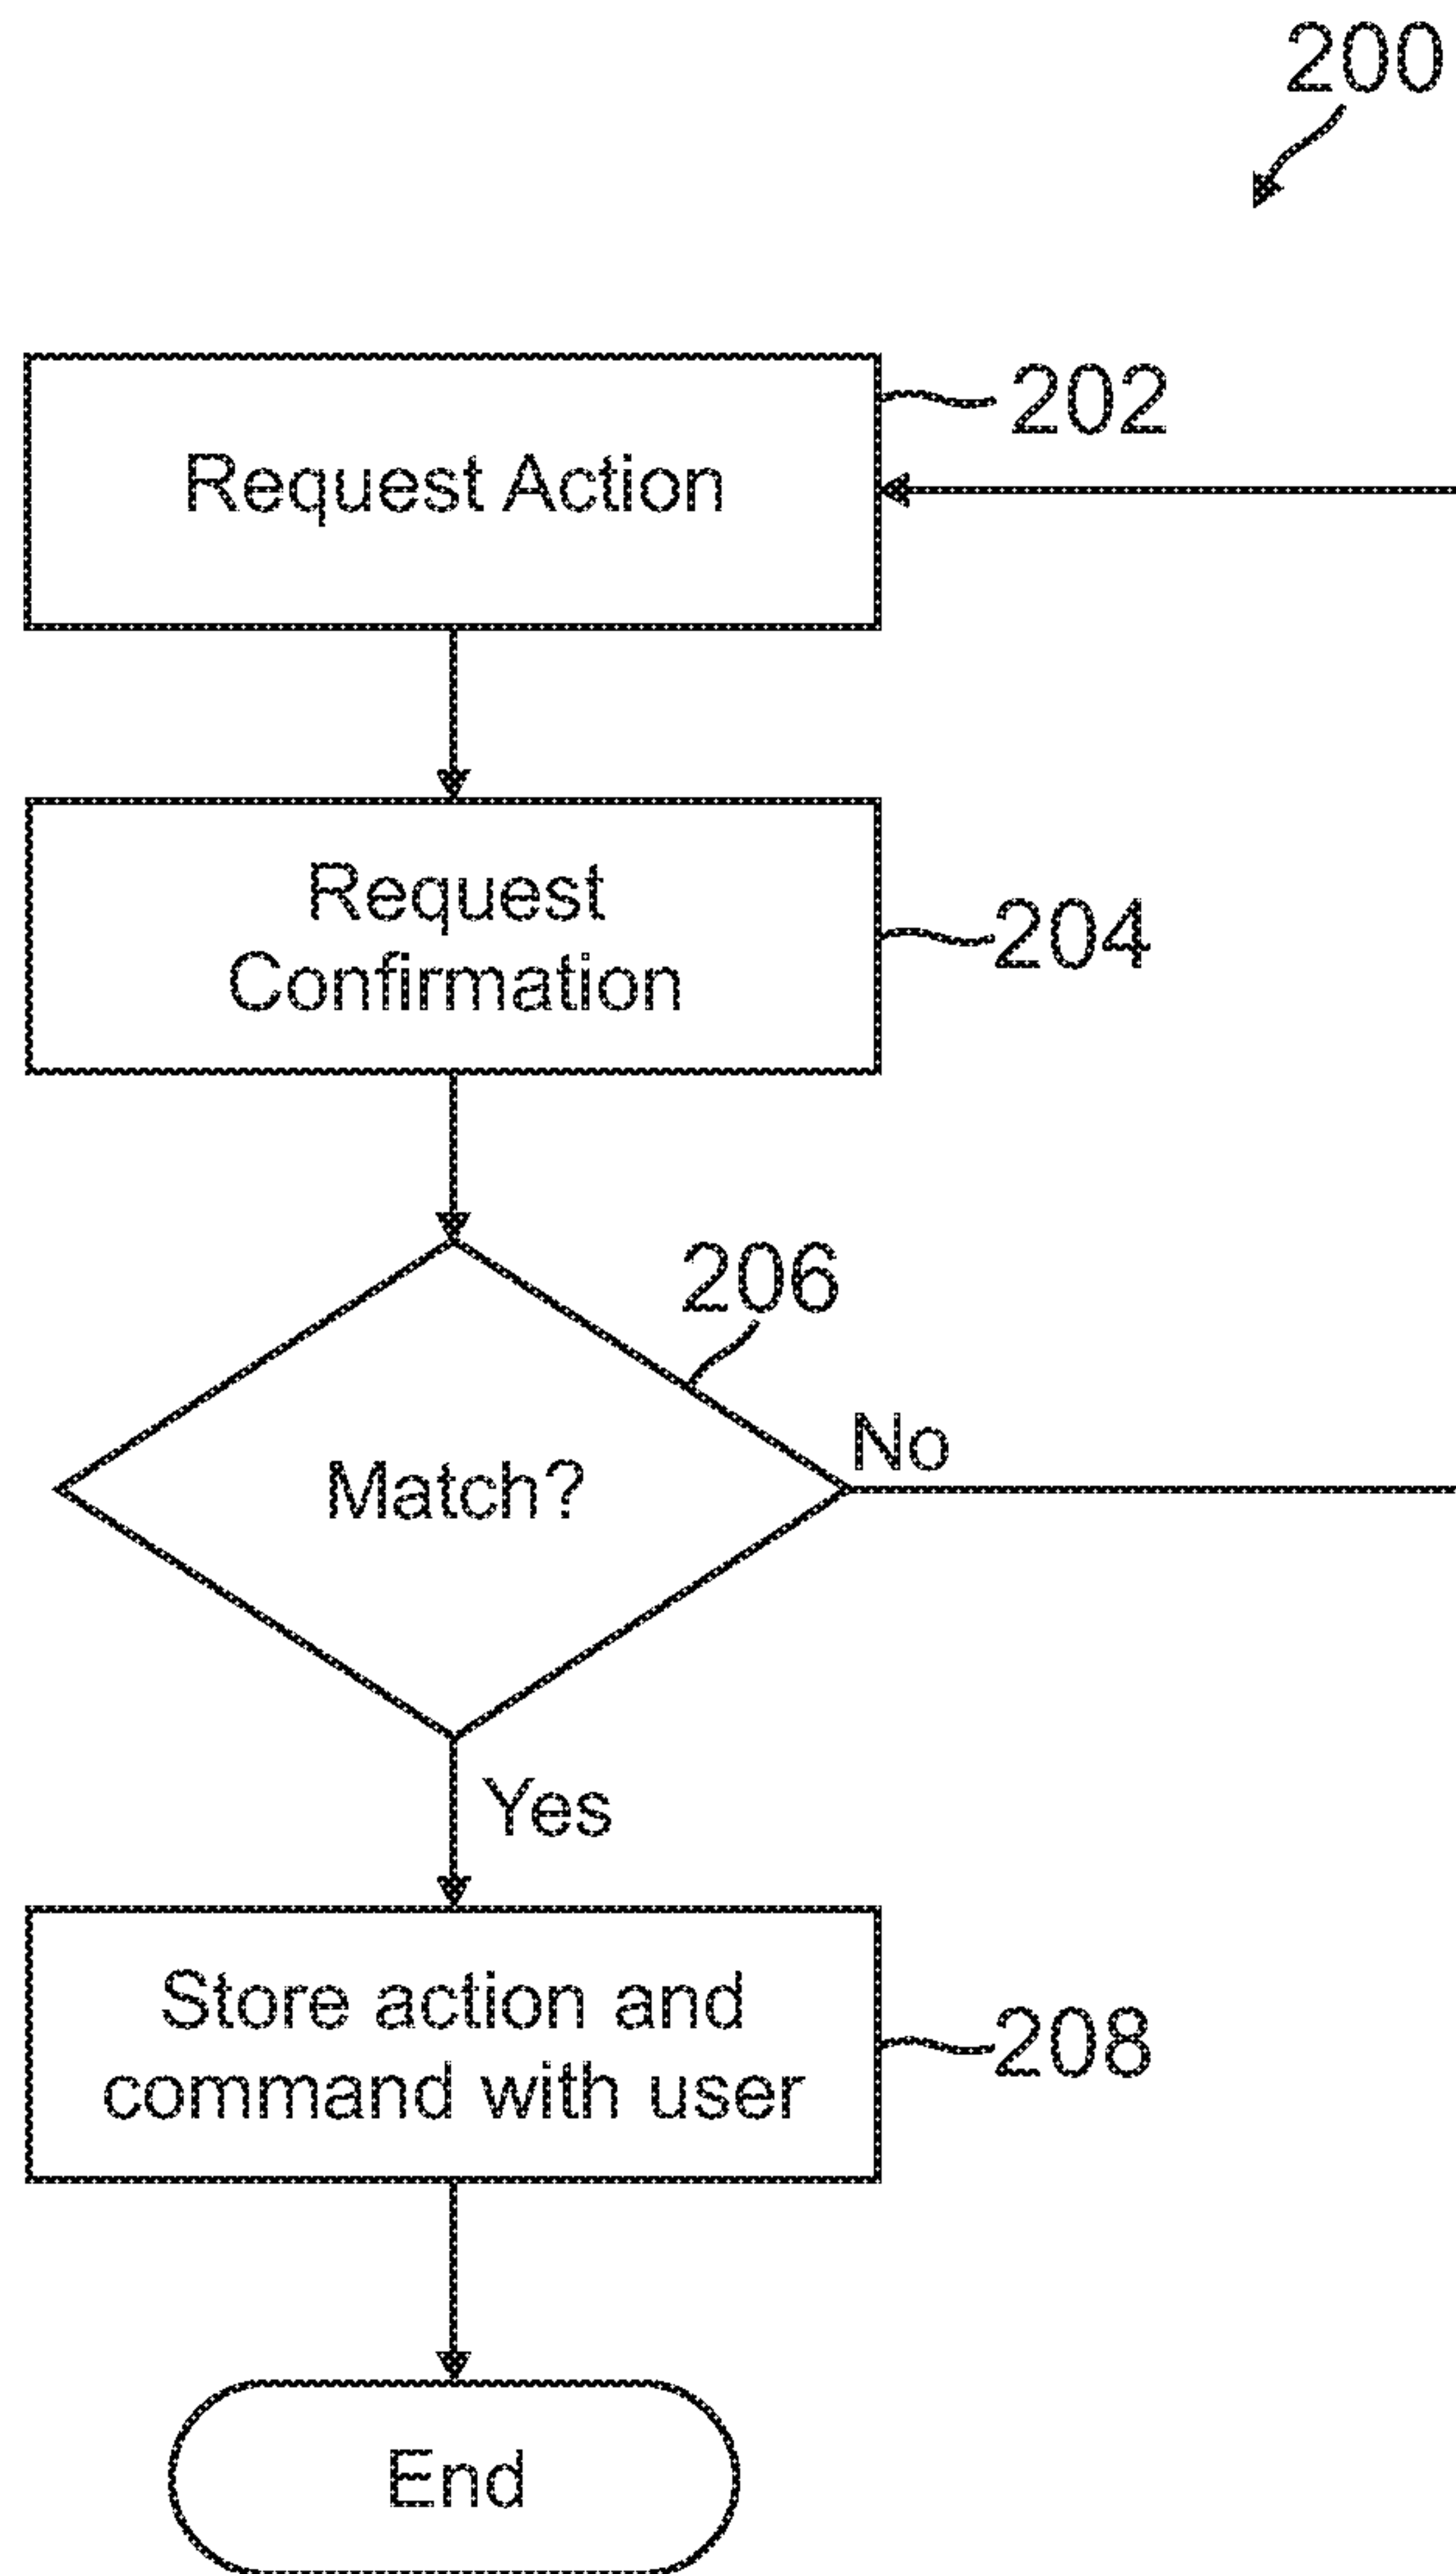 200
202
Request Action
Request
Confirmation
204
206
Match?
No
Yes
Store action and
command with user
208
End